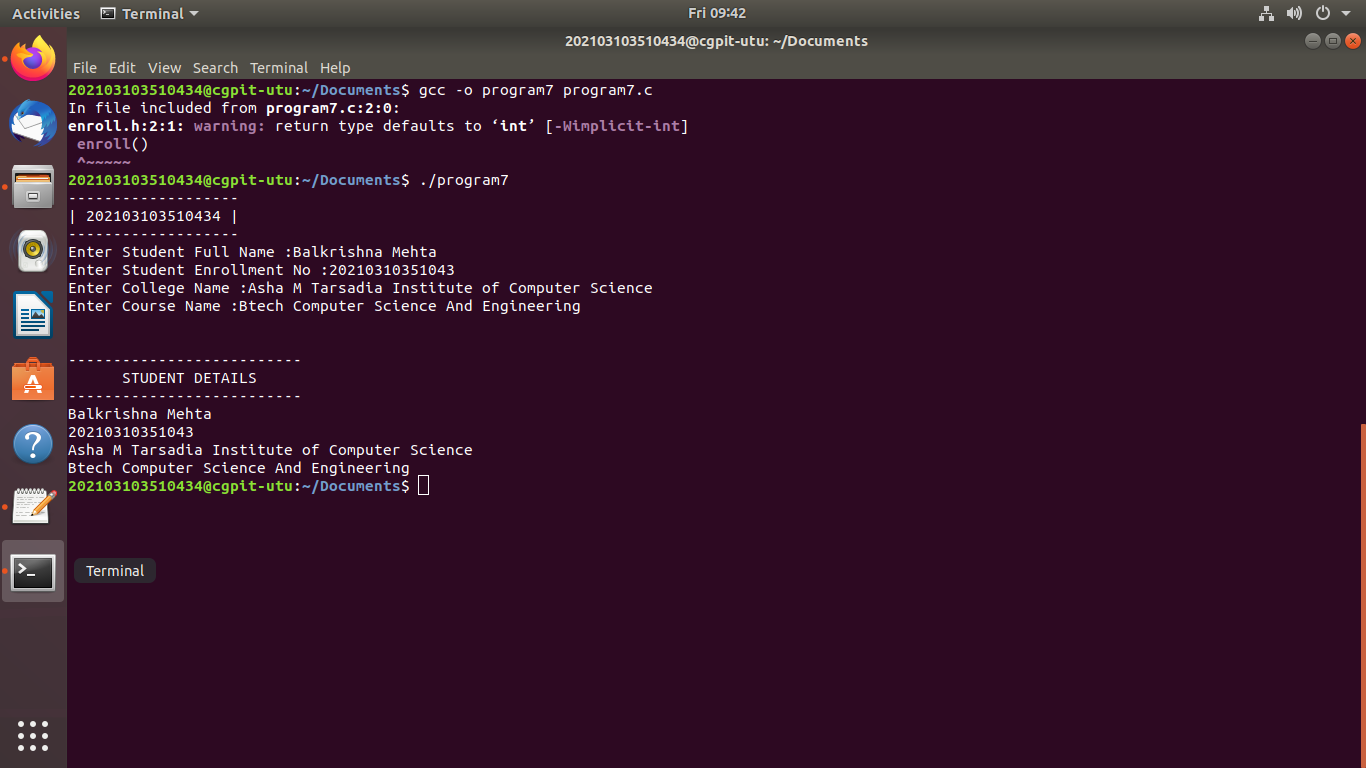 Activities Terminal Fri 09:42
202103103510434@cgpit-utu: ~/Documents
File Edit View Search Terminal Help
202103103510434@cgpit-utu:~/Documents$ gcc -o program7 program7.c
In file included from program7.c:2:0:
enroll.h:2:1: warning: return type defaults to ‘int’ [-Wimplicit-int]
 enroll()
 ^~~~~~
202103103510434@cgpit-utu:~/Documents$ ./program7
-------------------
| 202103103510434 |
-------------------
Enter Student Full Name :Balkrishna Mehta
Enter Student Enrollment No :20210310351043
Enter College Name :Asha M Tarsadia Institute of Computer Science
Enter Course Name :Btech Computer Science And Engineering
--------------------------
      STUDENT DETAILS
--------------------------
Balkrishna Mehta
20210310351043
Asha M Tarsadia Institute of Computer Science
Btech Computer Science And Engineering
202103103510434@cgpit-utu:~/Documents$
Terminal